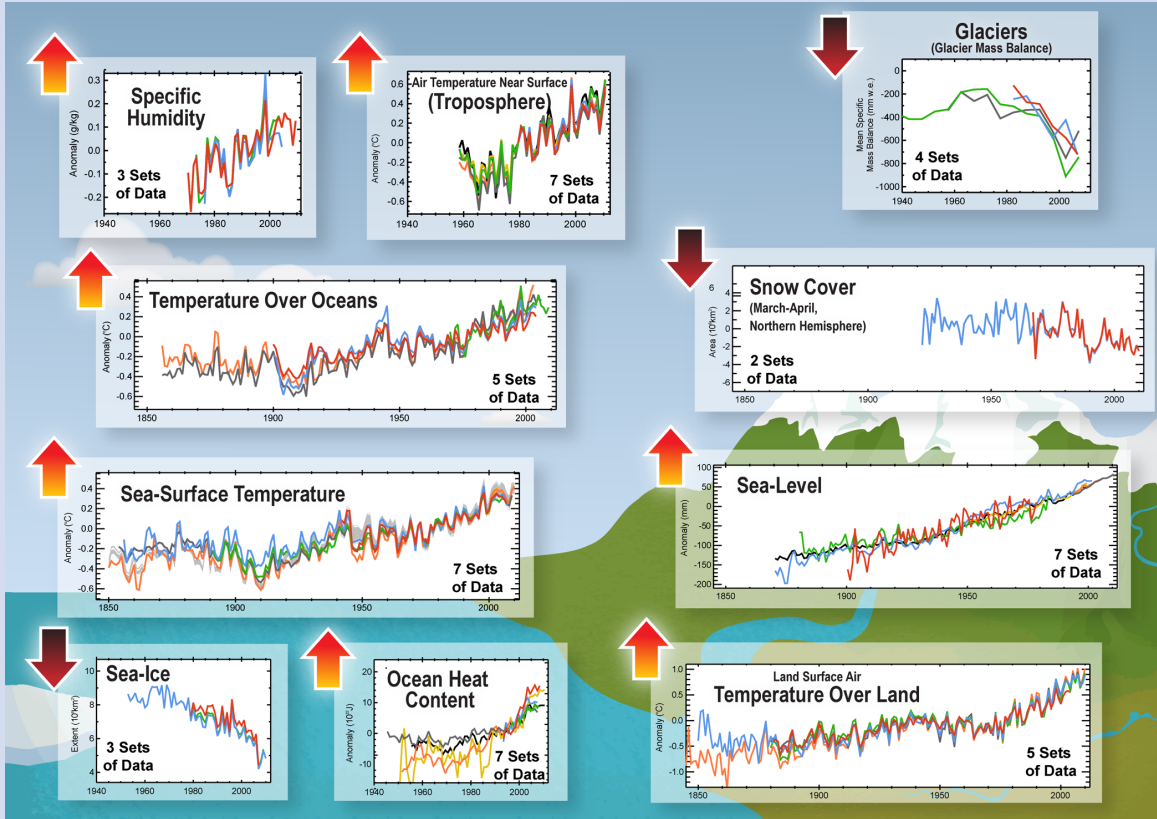 Specific
Humidity
Anomaly (g/kg)
0.3
0.2
0.1
0.0
-0.1
-0.2
3 Sets
of Data
1940 1960 1980 2000
Air Temperature Near Surface
(Troposphere)
Anomaly (°C)
0.6
0.4
0.2
0.0
-0.2
-0.4
-0.6
7 Sets
of Data
1940 1960 1980 2000
Glaciers
(Glacier Mass Balance)
Mean Specific
Mass Balance (mm w.e.)
0
-200
-400
-600
-800
-1000
4 Sets
of Data
1940 1960 1980 2000
Temperature Over Oceans
Anomaly (°C)
0.4
0.2
0.0
-0.2
-0.4
-0.6
5 Sets
of Data
1850 1900 1950 2000
Snow Cover
(March-April,
Northern Hemisphere)
Area (10⁶km²)
6
4
2
0
-2
-4
-6
2 Sets
of Data
1850 1900 1950 2000
Sea-Surface Temperature
Anomaly (°C)
0.4
0.2
0.0
-0.2
-0.4
-0.6
7 Sets
of Data
1850 1900 1950 2000
Sea-Level
Anomaly (mm)
100
50
0
-50
-100
-150
-200
7 Sets
of Data
1850 1900 1950 2000
Sea-Ice
Extent (10⁶km²)
10
8
6
4
3 Sets
of Data
1940 1960 1980 2000
Ocean Heat
Content
20
10
0
-10
7 Sets
of Data
1940 1960 1980 2000
Land Surface Air
Temperature Over Land
Anomaly (°C)
1.0
0.5
0.0
-0.5
-1.0
5 Sets
of Data
1850 1900 1950 2000